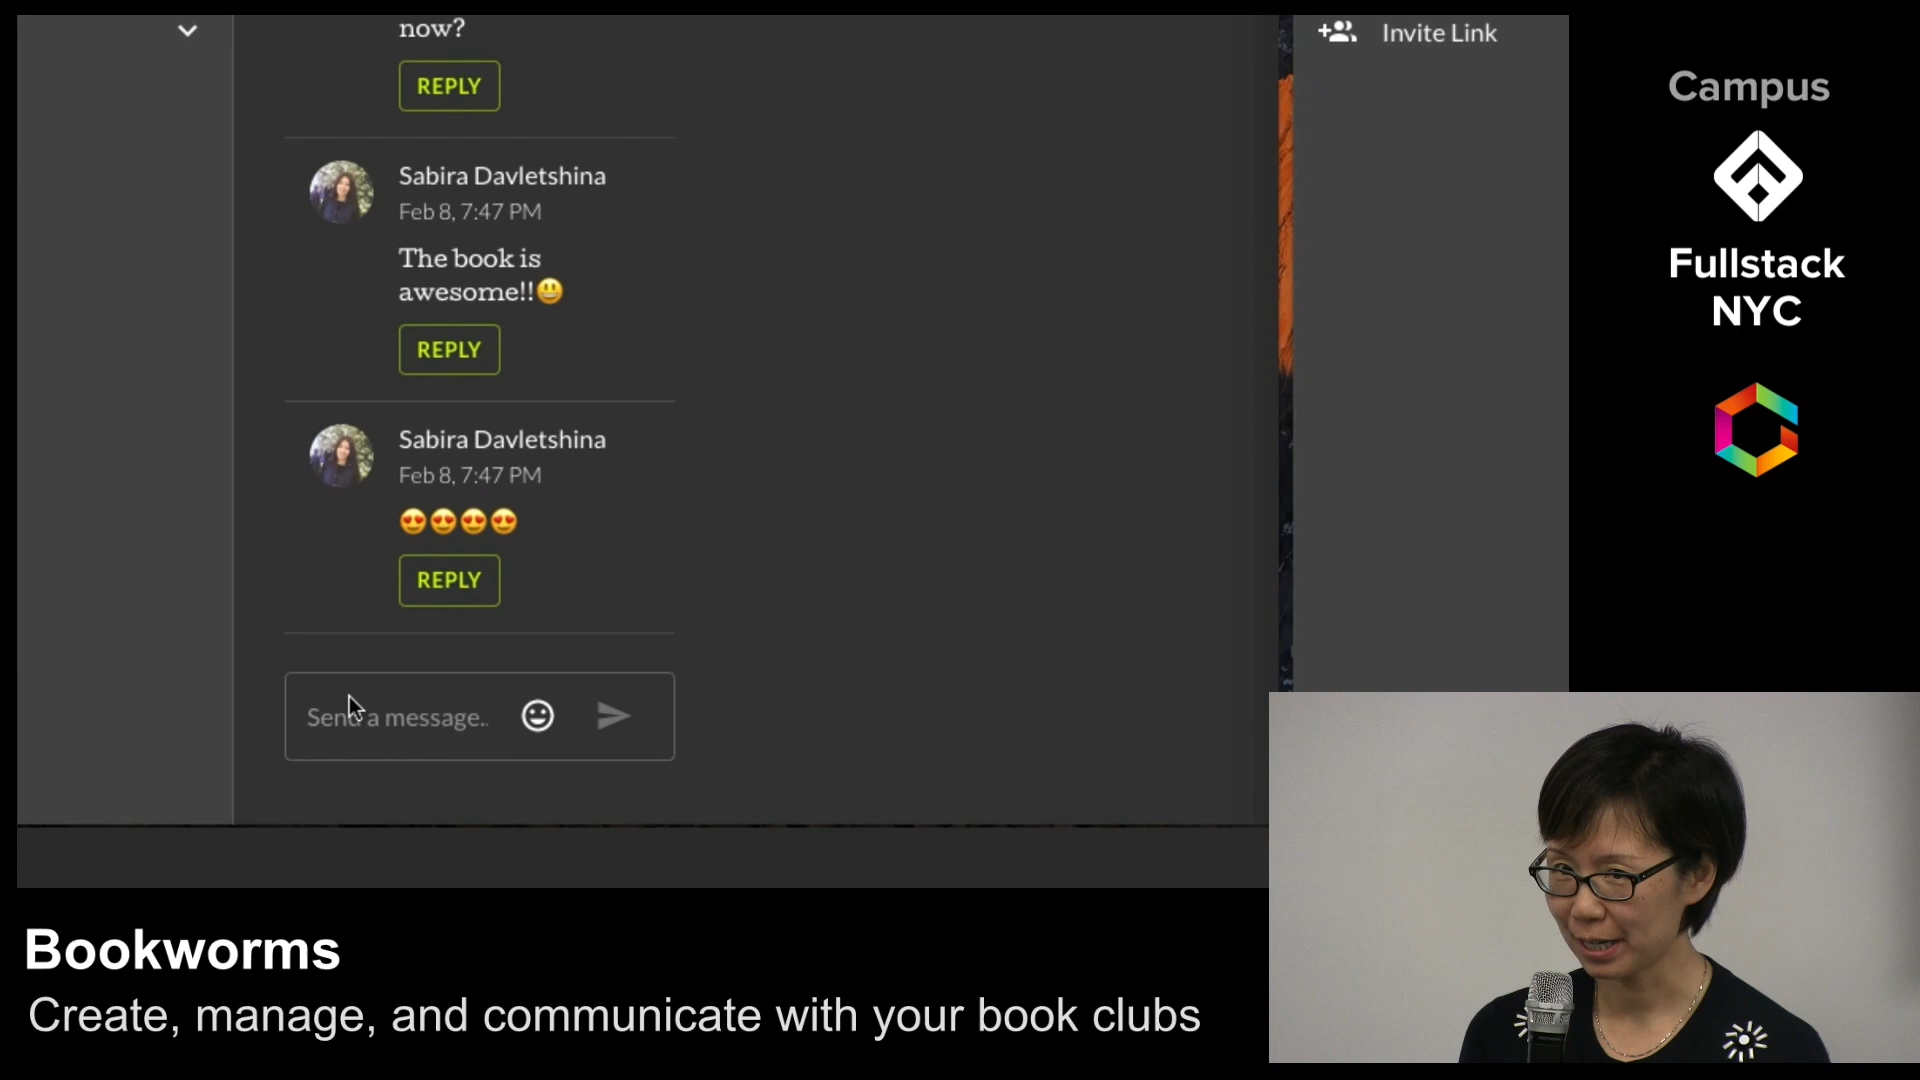 now?
REPLY
Sabira Davletshina
Feb 8, 7:47 PM
The book is
awesome!!😃
REPLY
Sabira Davletshina
Feb 8, 7:47 PM
😍😍😍😍
REPLY
Send a message..
Invite Link
Campus
Fullstack
NYC
Bookworms
Create, manage, and communicate with your book clubs